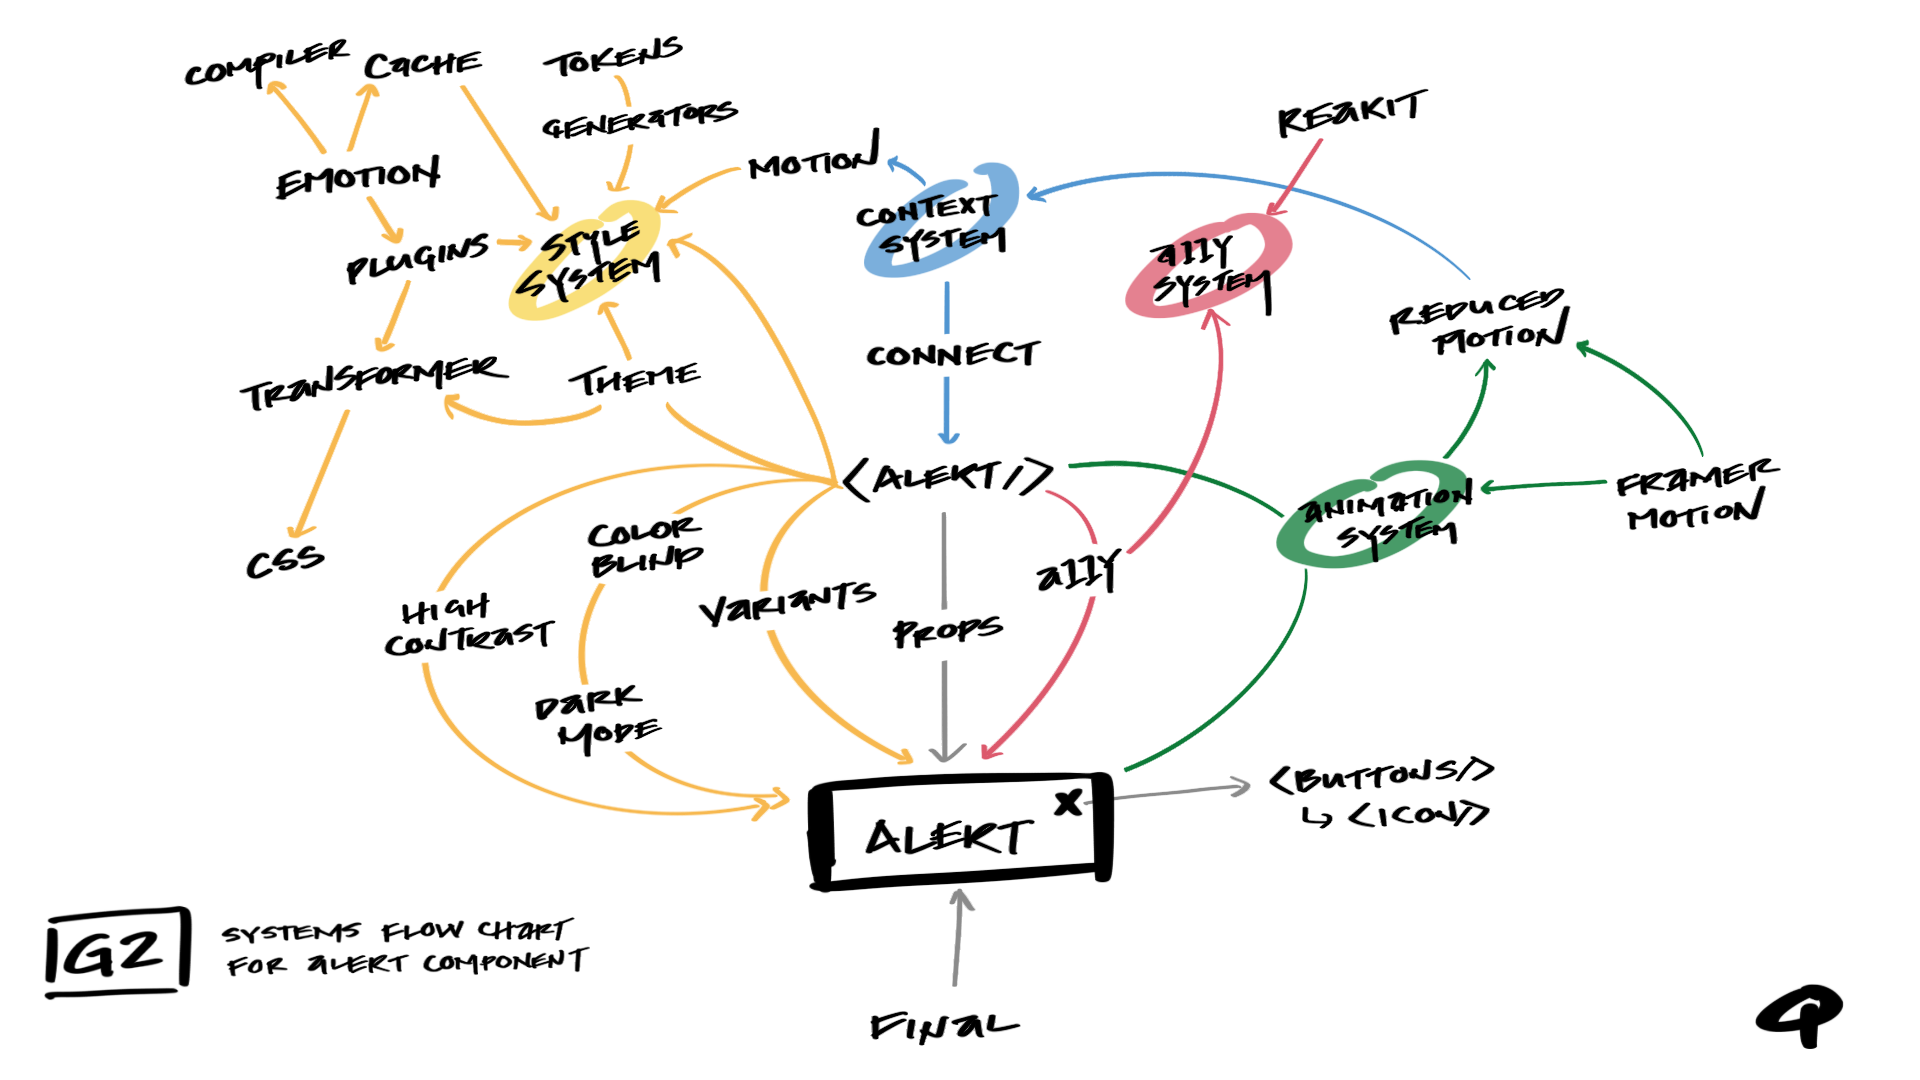 COMPILER
CACHE
TOKENS
GENERATORS
REAKIT
EMOTION
MOTION
CONTEXT
SYSTEM
PLUGINS
STYLE
SYSTEM
a11Y
SYSTEM
REDUCED
MOTION
CONNECT
TRANSFORMER
THEME
<ALERT/>
ANIMATION
SYSTEM
FRAMER
MOTION
CSS
COLOR
BLIND
a11Y
HIGH
CONTRAST
VARIANTS
PROPS
DARK
MODE
<BUTTONS/>
↳ <ICON/>
X
ALERT
G2
SYSTEMS FLOW CHART
FOR ALERT COMPONENT
FINAL